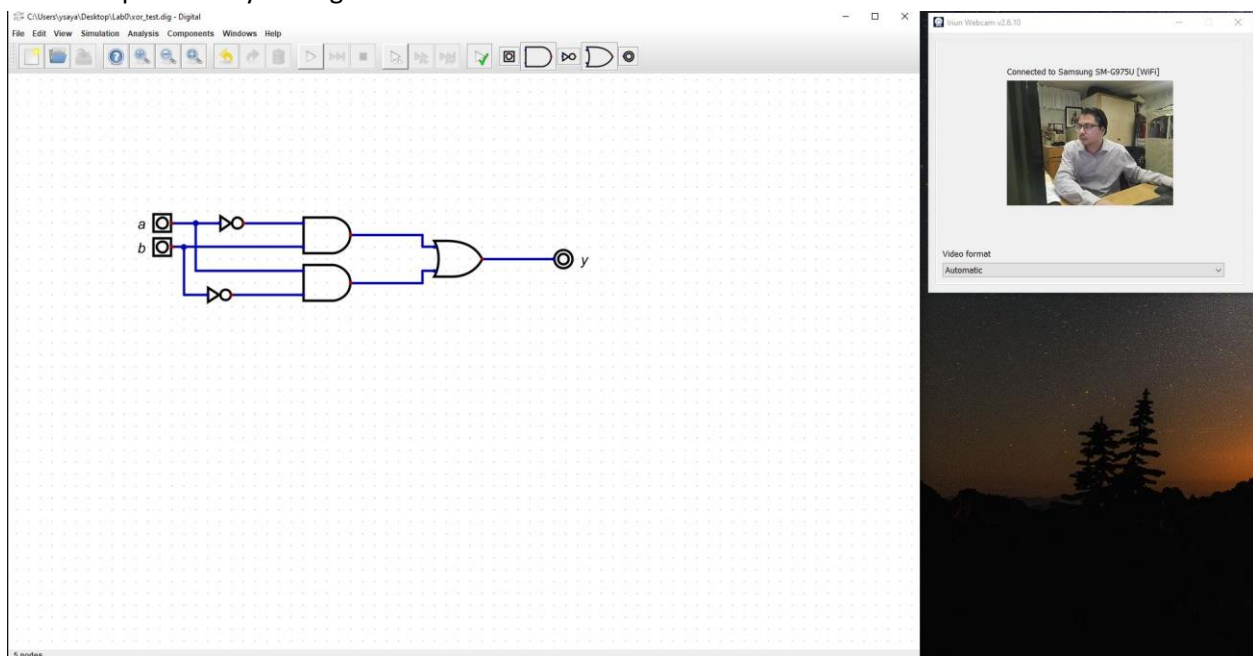 C:\Users\ysaya\Desktop\Lab0\xor_test.dig - Digital
File Edit View Simulation Analysis Components Windows Help
a
b
y
5 nodes
Iriun Webcam v2.8.10
Connected to Samsung SM-G975U [WiFi]
Video format
Automatic